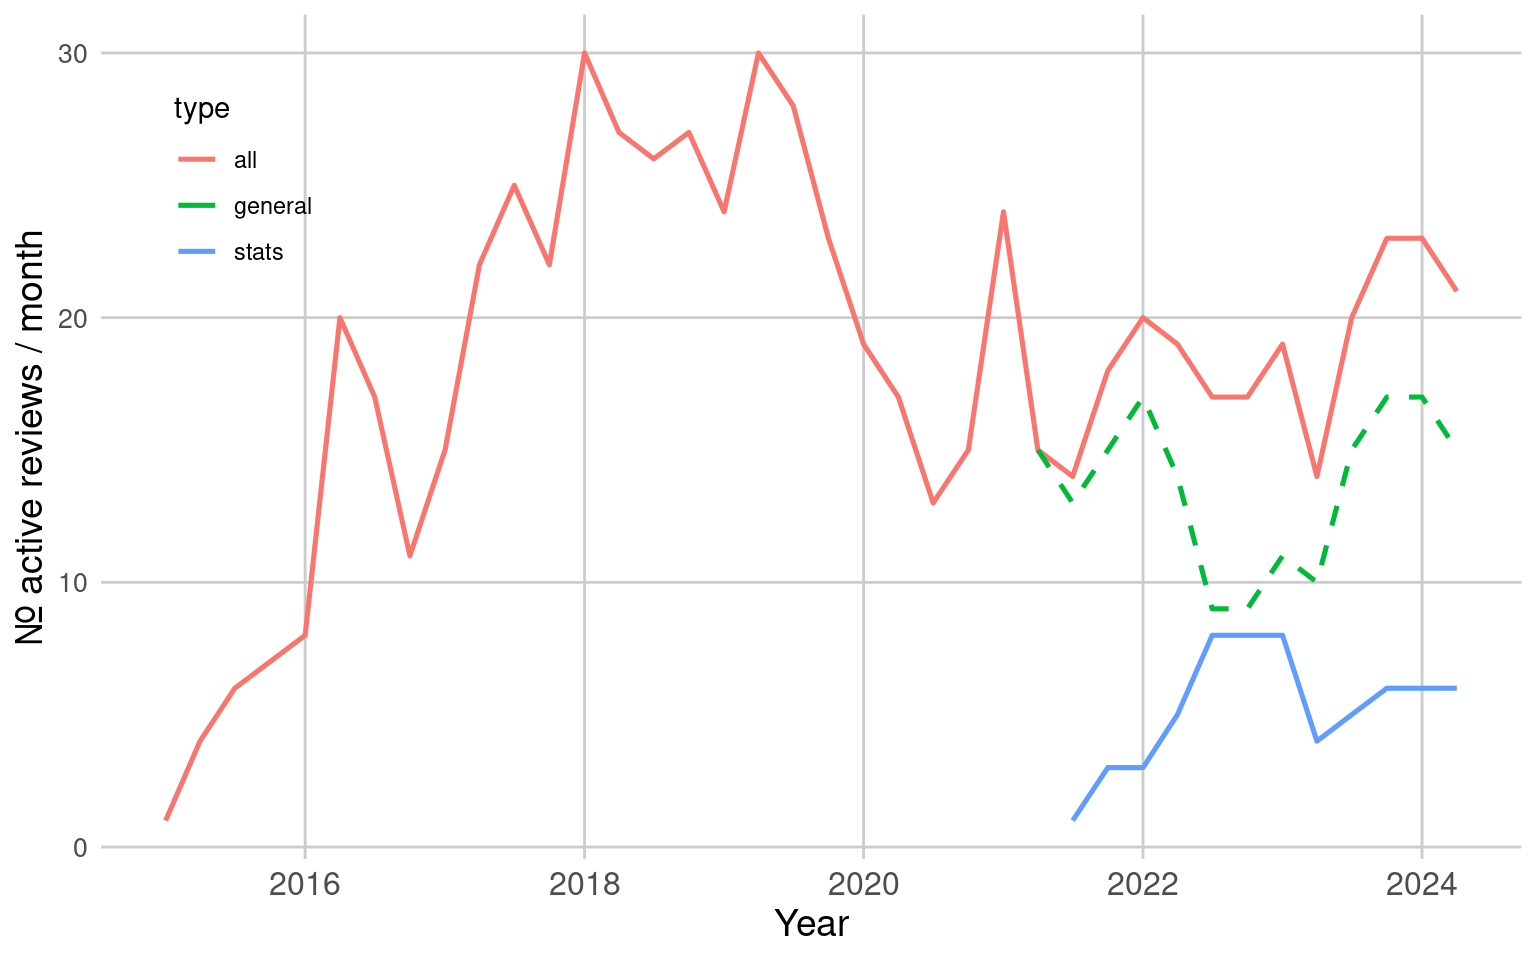 30
20
10
0
type
all
general
stats
Nº active reviews / month
2016 2018 2020 2022 2024
Year